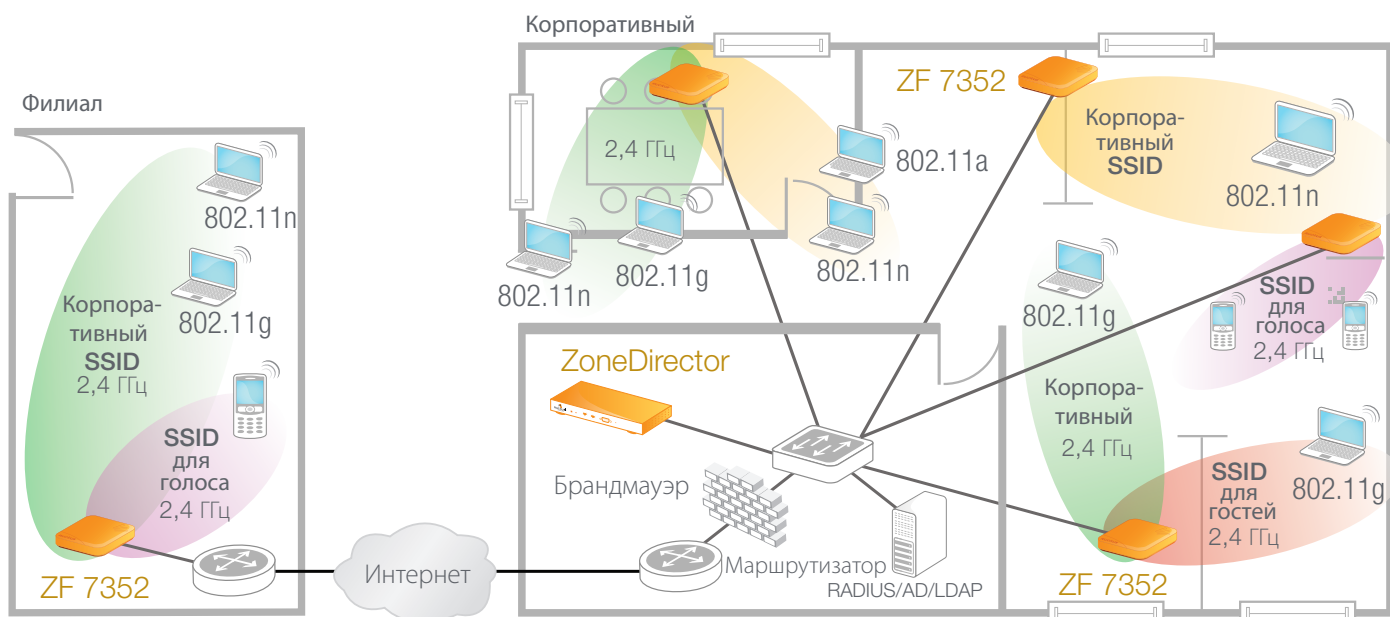 Филиал
802.11n
802.11g
Корпора-
тивный
SSID
2,4 ГГц
SSID
для
голоса
2,4 ГГц
ZF 7352
Интернет
Корпоративный
2,4 ГГц
802.11n
802.11g
802.11n
802.11a
ZF 7352
Корпора-
тивный
SSID
802.11n
SSID
для
голоса
2,4 ГГц
802.11g
Корпора-
тивный
2,4 ГГц
SSID
для
гостей
2,4 ГГц
802.11g
ZF 7352
ZoneDirector
Брандмауэр
Маршрутизатор
RADIUS/AD/LDAP